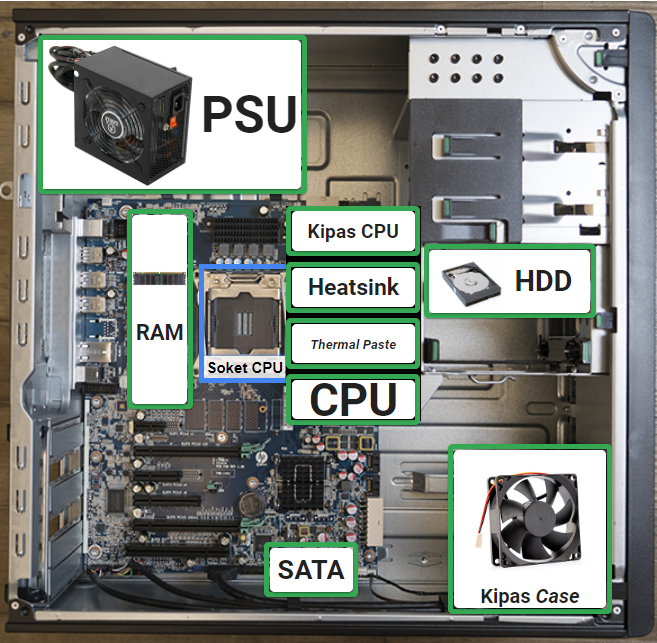 PSU
Kipas CPU
RAM
Heatsink
HDD
Thermal Paste
Soket CPU
CPU
SATA
Kipas Case